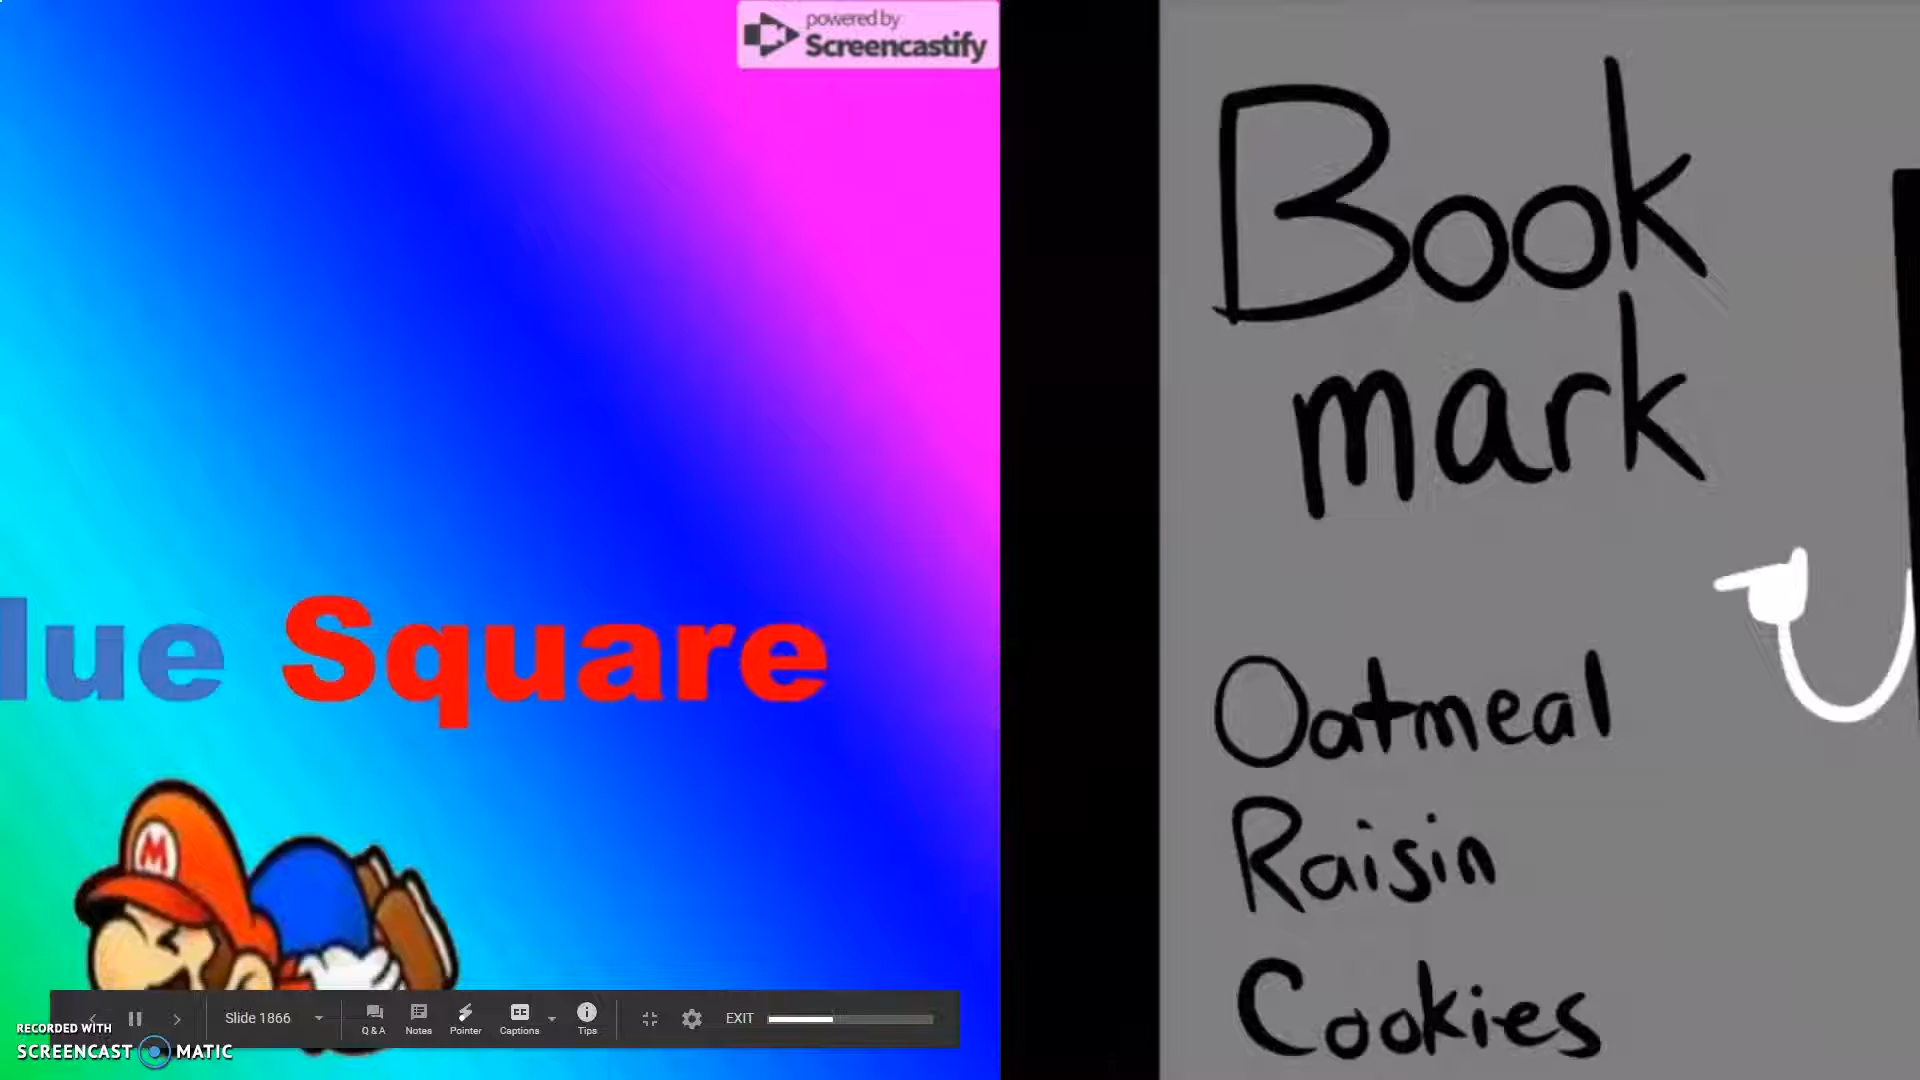 powered by
Screencastify
lue Square
M
Slide 1866
Q & A
Notes
Pointer
CC
Captions
Tips
EXIT
RECORDED WITH
SCREENCAST MATIC
Book
mark
Oatmeal
Raisin
Cookies